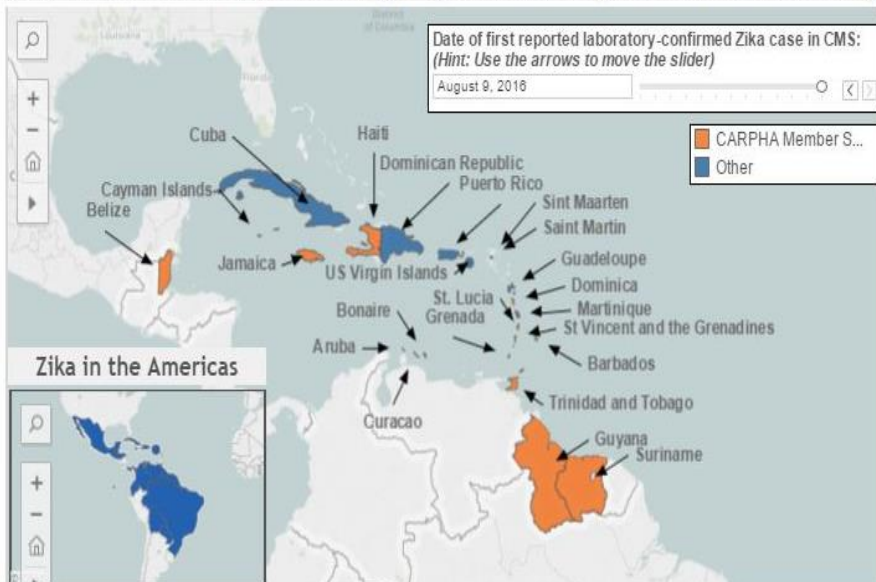 Date of first reported laboratory-confirmed Zika case in CMS:
(Hint: Use the arrows to move the slider)
August 9, 2016
CARPHA Member S...
Other
Cuba
Haiti
Dominican Republic
Puerto Rico
Cayman Islands
Belize
Sint Maarten
Saint Martin
Jamaica
US Virgin Islands
Guadeloupe
Dominica
St. Lucia
Grenada
Martinique
Bonaire
St Vincent and the Grenadines
Aruba
Barbados
Zika in the Americas
Curacao
Trinidad and Tobago
Guyana
Suriname